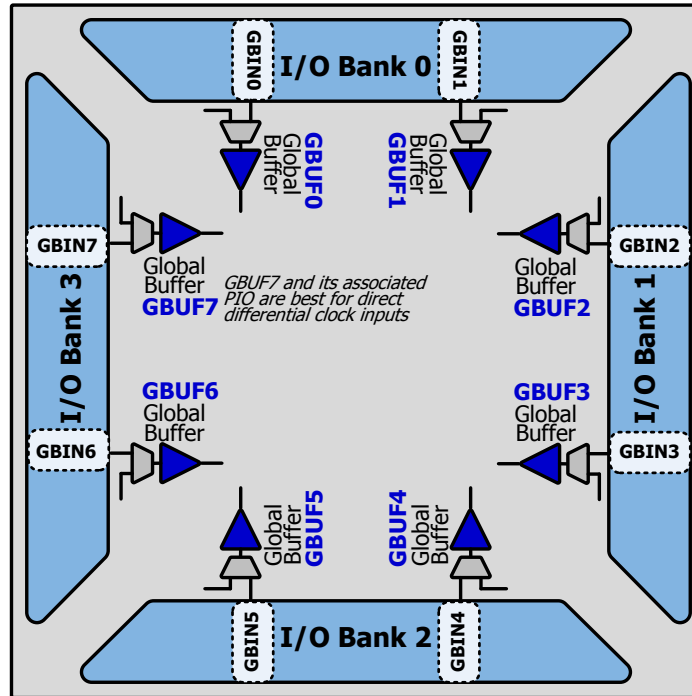 GBIN0
GBIN1
I/O Bank 0
Global
Buffer
GBUF0
Global
Buffer
GBUF1
GBIN7
Global
Buffer
GBUF7
GBUF7 and its associated
PIO are best for direct
differential clock inputs
GBIN2
Global
Buffer
GBUF2
I/O Bank 3
I/O Bank 1
GBUF6
Global
Buffer
GBIN6
GBUF3
Global
Buffer
GBIN3
Global
Buffer
GBUF5
GBUF4
Global
Buffer
GBIN5
I/O Bank 2
GBIN4